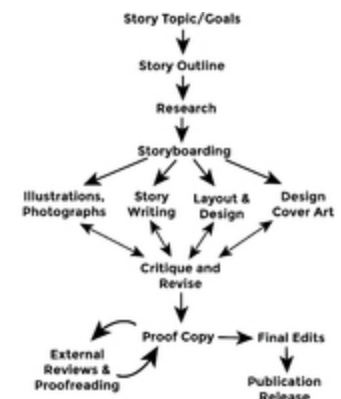 Story Topic/Goals
Story Outline
Research
Storyboarding
Illustrations,
Photographs
Story
Writing
Layout &
Design
Design
Cover Art
Critique and
Revise
Proof Copy
Final Edits
External
Reviews &
Proofreading
Publication
Release